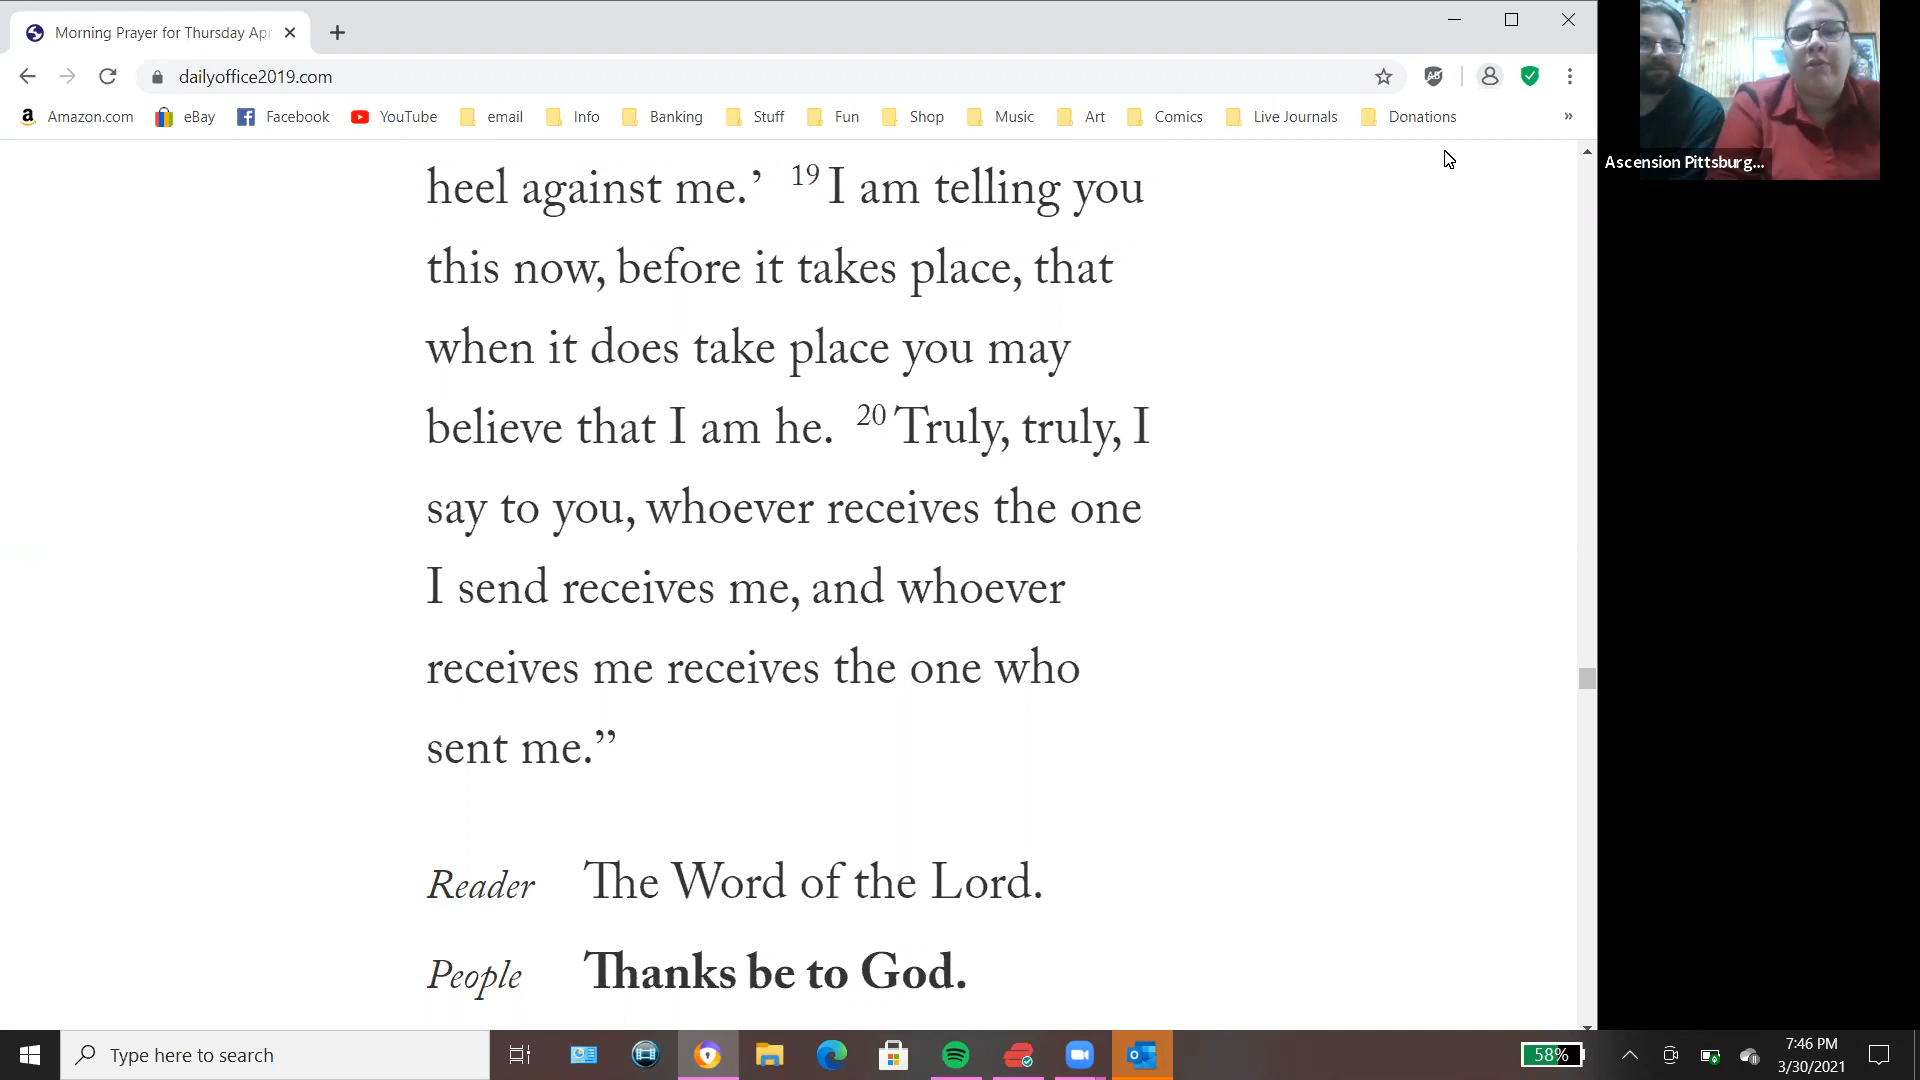 Morning Prayer for Thursday Apr
dailyoffice2019.com
Amazon.com eBay Facebook YouTube email Info Banking Stuff Fun Shop Music Art Comics Live Journals Donations »
heel against me.’ 19 I am telling you
this now, before it takes place, that
when it does take place you may
believe that I am he. 20 Truly, truly, I
say to you, whoever receives the one
I send receives me, and whoever
receives me receives the one who
sent me.”
Reader The Word of the Lord.
People Thanks be to God.
Ascension Pittsburg...
Type here to search
58%
7:46 PM
3/30/2021